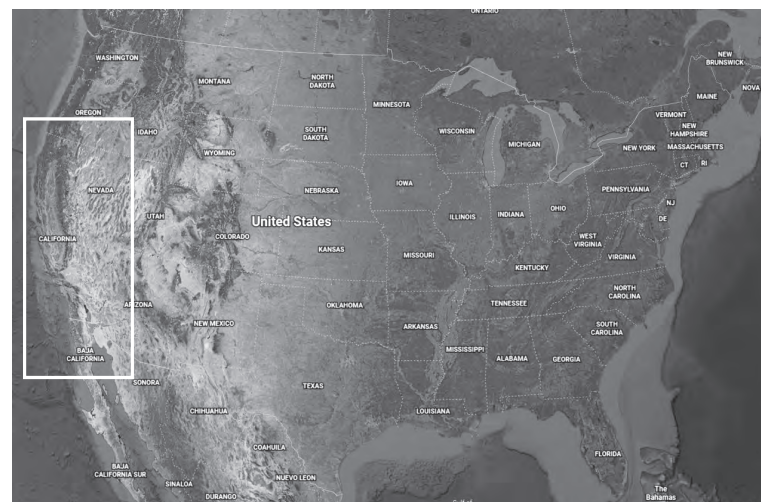 ONTARIO
WASHINGTON
MONTANA
NORTH
DAKOTA
MINNESOTA
NEW
BRUNSWICK
MAINE
NOVA
OREGON
IDAHO
SOUTH
DAKOTA
WISCONSIN
MICHIGAN
VERMONT
NEW
HAMPSHIRE
NEW YORK
MASSACHUSETTS
CT
RI
WYOMING
NEVADA
NEBRASKA
IOWA
PENNSYLVANIA
NJ
UTAH
United States
ILLINOIS
INDIANA
OHIO
DE
CALIFORNIA
COLORADO
KANSAS
MISSOURI
WEST
VIRGINIA
VIRGINIA
KENTUCKY
ARIZONA
NEW MEXICO
OKLAHOMA
TENNESSEE
NORTH
CAROLINA
ARKANSAS
SOUTH
CAROLINA
BAJA
CALIFORNIA
MISSISSIPPI
ALABAMA
GEORGIA
SONORA
TEXAS
CHIHUAHUA
LOUISIANA
COAHUILA
FLORIDA
BAJA
CALIFORNIA SUR
SINALOA
NUEVO LEON
DURANGO
The
Bahamas